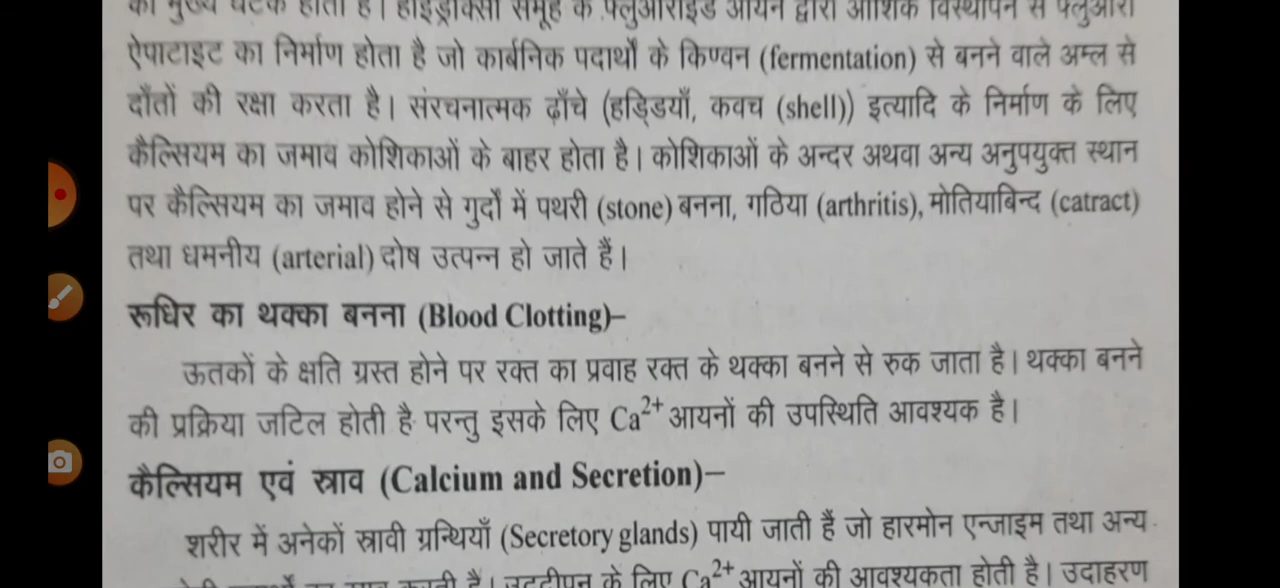 का मुख्य घटक होता है। हाइड्रॉक्सी समूह के फ्लुओराइड आयन द्वारा आंशिक विस्थापन से फ्लुओरो
ऐपाटाइट का निर्माण होता है जो कार्बनिक पदार्थों के किण्वन (fermentation) से बनने वाले अम्ल से
दाँतों की रक्षा करता है। संरचनात्मक ढ़ाँचे (हड्डियाँ, कवच (shell)) इत्यादि के निर्माण के लिए
कैल्सियम का जमाव कोशिकाओं के बाहर होता है। कोशिकाओं के अन्दर अथवा अन्य अनुपयुक्त स्थान
पर कैल्सियम का जमाव होने से गुर्दों में पथरी (stone) बनना, गठिया (arthritis), मोतियाबिन्द (catract)
तथा धमनीय (arterial) दोष उत्पन्न हो जाते हैं।
रूधिर का थक्का बनना (Blood Clotting)–
ऊतकों के क्षति ग्रस्त होने पर रक्त का प्रवाह रक्त के थक्का बनने से रुक जाता है। थक्का बनने
की प्रक्रिया जटिल होती है परन्तु इसके लिए Ca²⁺ आयनों की उपस्थिति आवश्यक है।
कैल्सियम एवं स्राव (Calcium and Secretion)–
शरीर में अनेकों स्रावी ग्रन्थियाँ (Secretory glands) पायी जाती हैं जो हारमोन एन्जाइम तथा अन्य
करती हैं। उद्दीपन के लिए Ca²⁺ आयनों की आवश्यकता होती है। उदाहरण